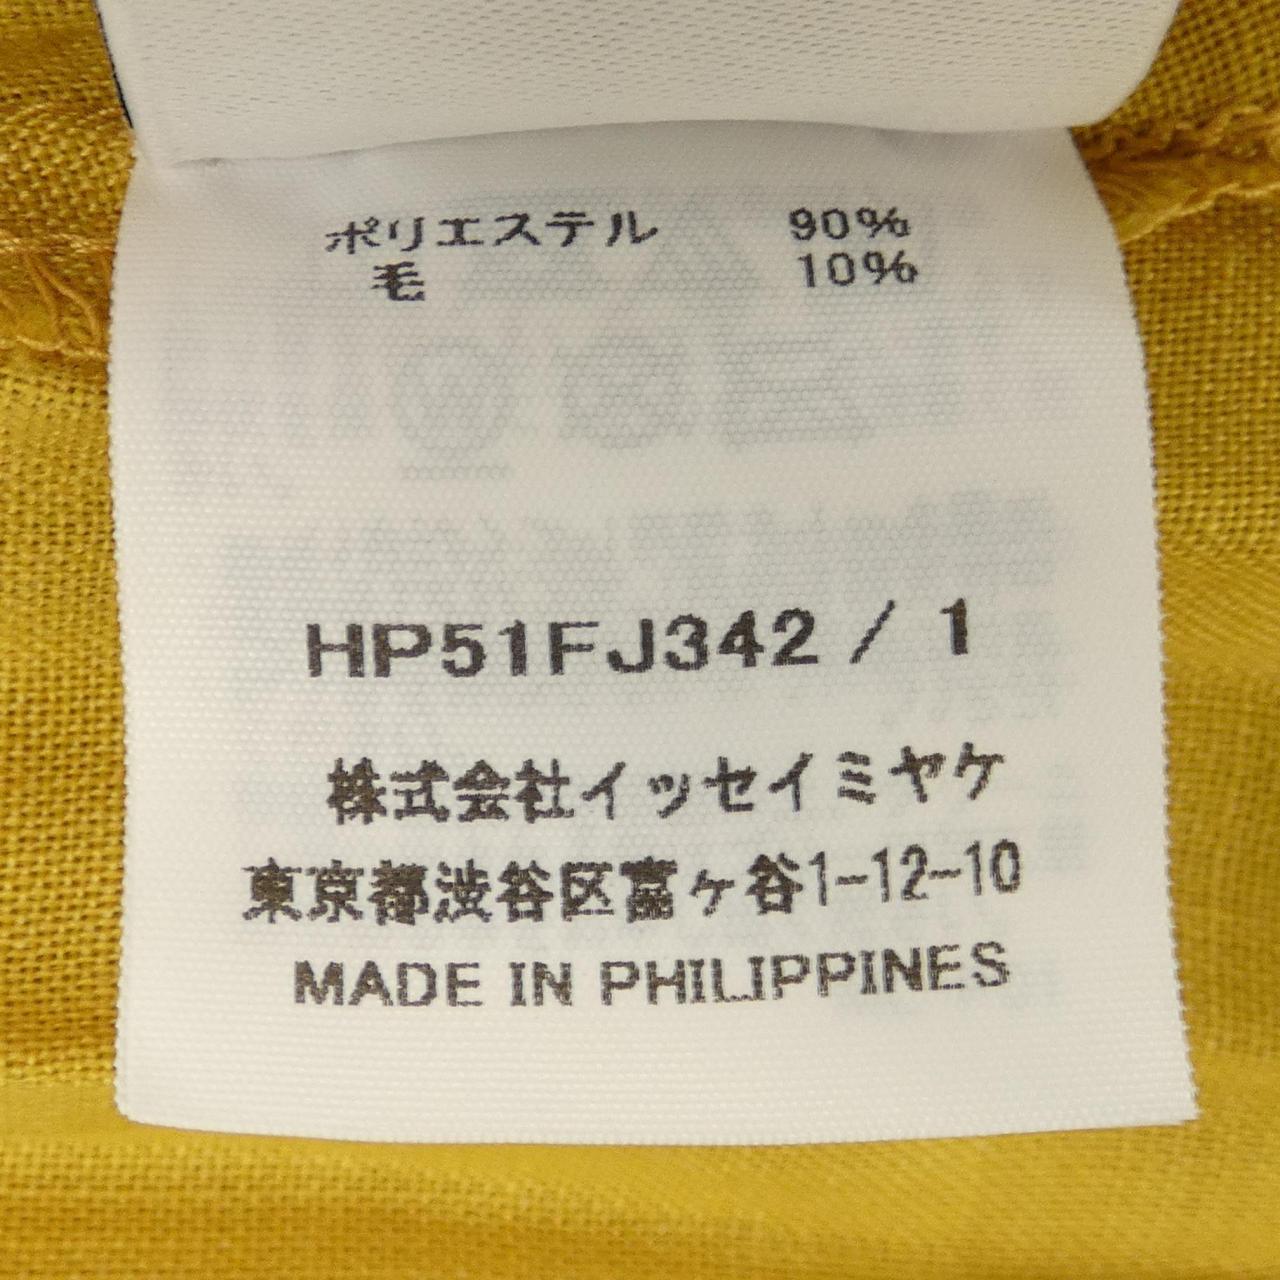 ポリエステル 90%
毛 10%
HP51FJ342 / 1
株式会社イッセイミヤケ
東京都渋谷区富ヶ谷1-12-10
MADE IN PHILIPPINES